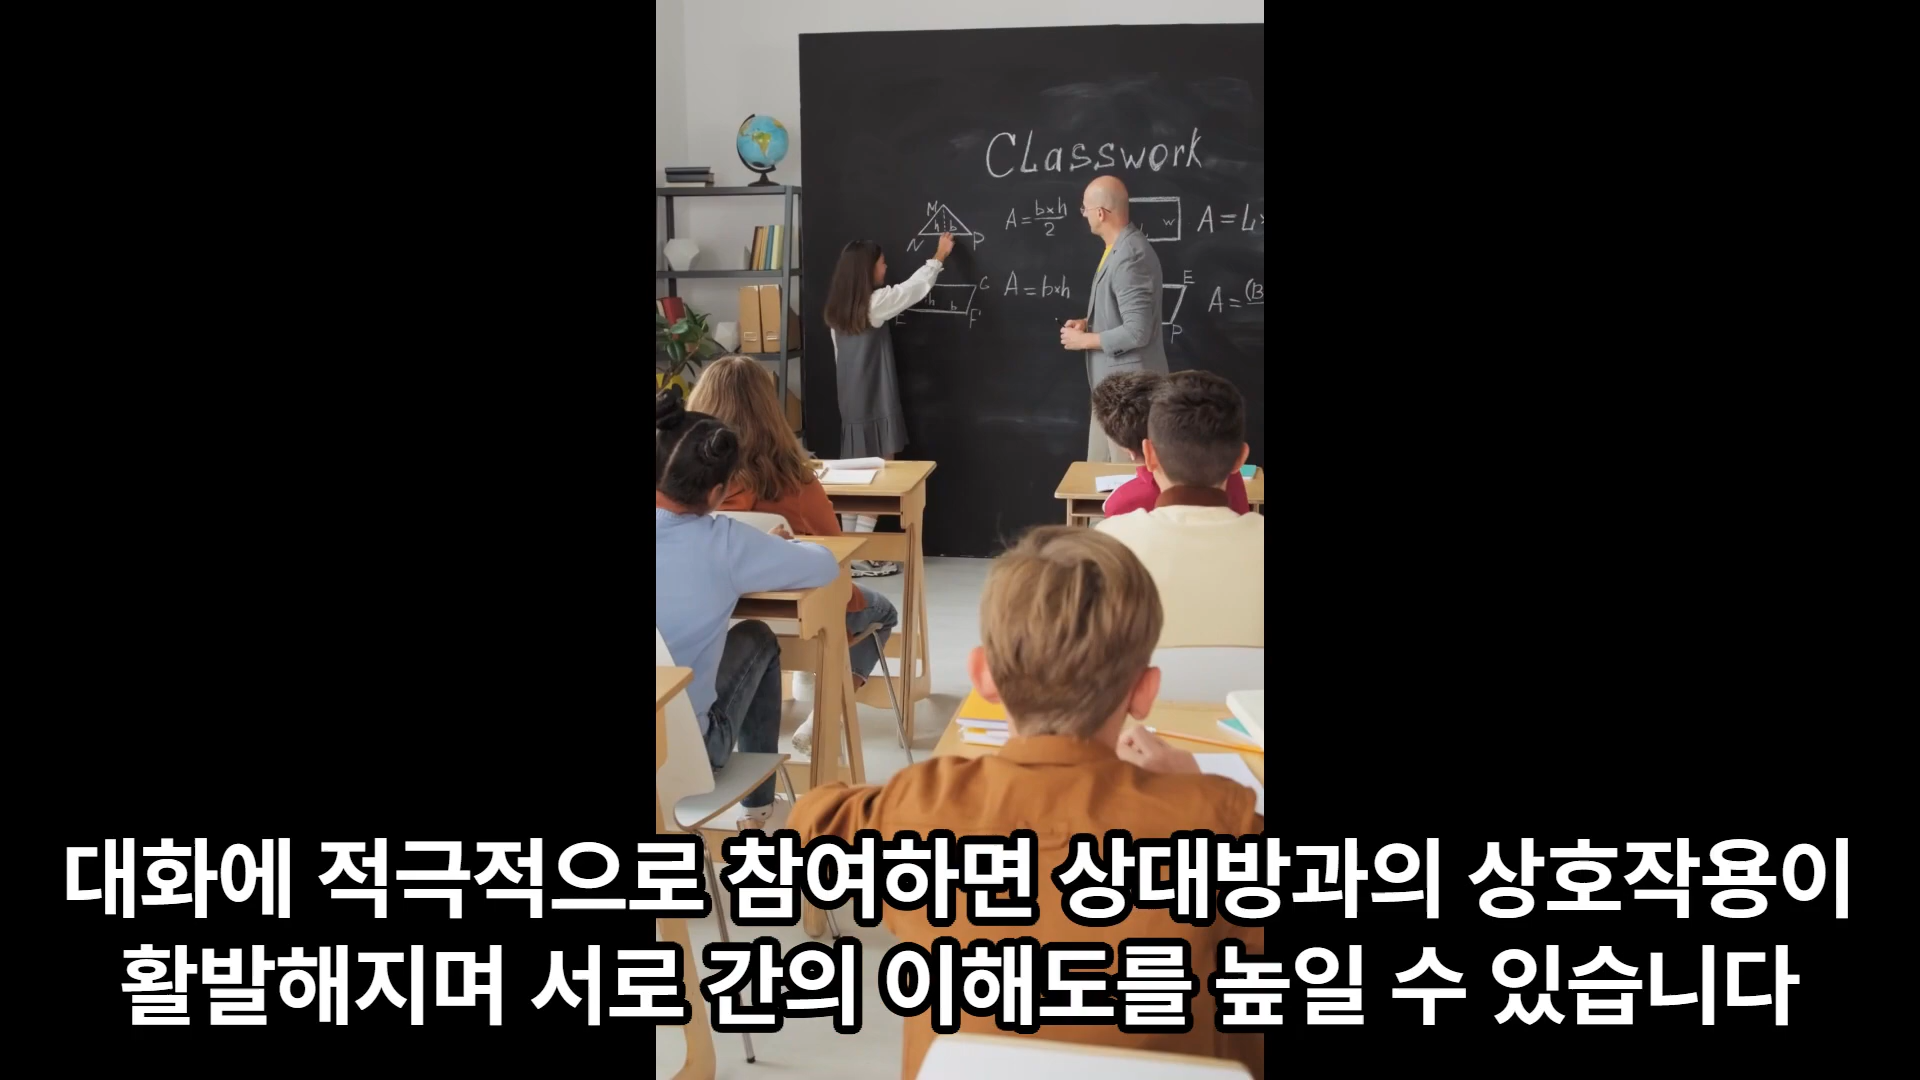 Classwork
M
h b
N P
A = b×h
2
w
A = L×
G
h b
E F
A = b×h
E
P
A = (B
대화에 적극적으로 참여하면 상대방과의 상호작용이
활발해지며 서로 간의 이해도를 높일 수 있습니다